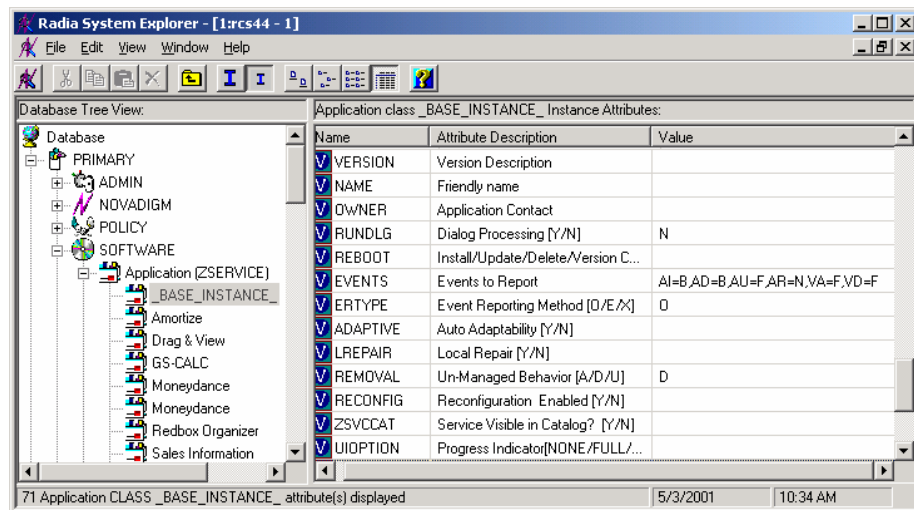 Radia System Explorer - [1:rcs44 - 1]
File Edit View Window Help
Database Tree View:
Application class _BASE_INSTANCE_ Instance Attributes:
Database
PRIMARY
ADMIN
NOVADIGM
POLICY
SOFTWARE
Application (ZSERVICE)
_BASE_INSTANCE_
Amortize
Drag & View
GS-CALC
Moneydance
Moneydance
Redbox Organizer
Sales Information
Name Attribute Description Value
VERSION Version Description
NAME Friendly name
OWNER Application Contact
RUNDLG Dialog Processing [Y/N] N
REBOOT Install/Update/Delete/Version C...
EVENTS Events to Report AI=B,AD=B,AU=F,AR=N,VA=F,VD=F
ERTYPE Event Reporting Method [O/E/X] O
ADAPTIVE Auto Adaptability [Y/N]
LREPAIR Local Repair [Y/N]
REMOVAL Un-Managed Behavior [A/D/U] D
RECONFIG Reconfiguration Enabled [Y/N]
ZSVCCAT Service Visible in Catalog? [Y/N]
UIOPTION Progress Indicator[NONE/FULL/...
71 Application CLASS _BASE_INSTANCE_ attribute(s) displayed 5/3/2001 10:34 AM